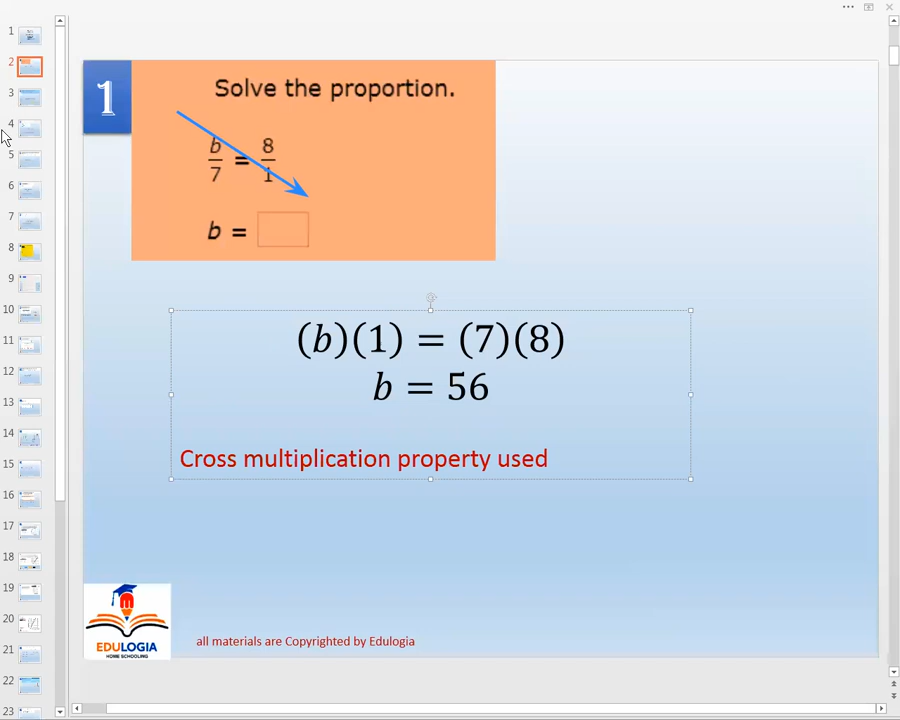 1
2
3
4
5
6
7
8
9
10
11
12
13
14
15
16
17
18
19
20
21
22
23
1
Solve the proportion.
b/7 = 8/1
b =
(b)(1) = (7)(8)
b = 56
Cross multiplication property used
EDULOGIA
HOME SCHOOLING
all materials are Copyrighted by Edulogia